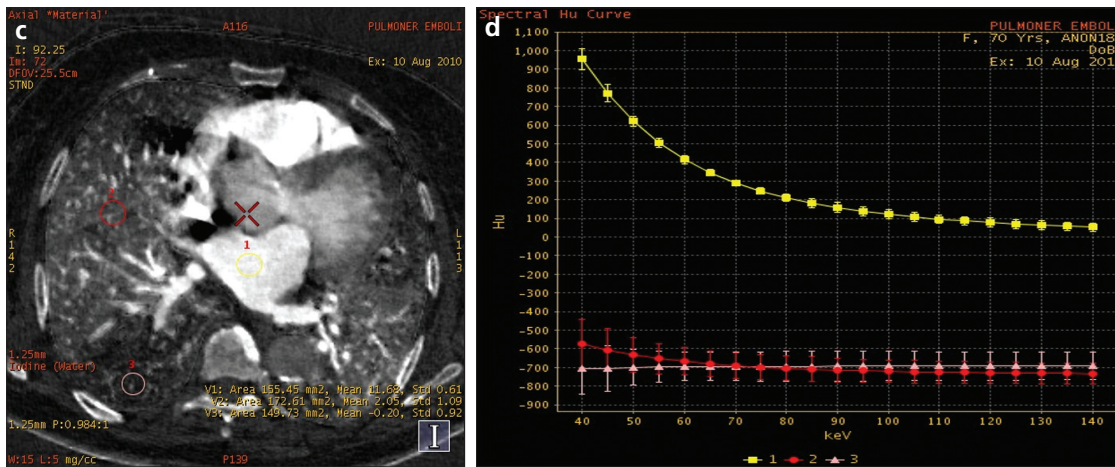 c
Axial *Material*
A116
PULMONER EMBOLI
I: 92.25
Im: 72
DFOV:25.5cm
STND
Ex: 10 Aug 2010
2
1
3
R
1
4
2
L
1
1
3
1.25mm
Iodine (Water)
V1: Area 155.45 mm2, Mean 11.68, Std 0.61
V2: Area 172.61 mm2, Mean 2.05, Std 1.09
V3: Area 149.73 mm2, Mean -0.20, Std 0.92
1.25mm P:0.984:1
I
W:15 L:5 mg/cc
P139
d
Spectral Hu Curve
PULMONER EMBOL
F, 70 Yrs, ANON18
DoB
Ex: 10 Aug 201
1,100
1,000
900
800
700
600
500
400
300
200
100
0
-100
-200
-300
-400
-500
-600
-700
-800
-900
Hu
40 50 60 70 80 90 100 110 120 130 140
keV
1 2 3